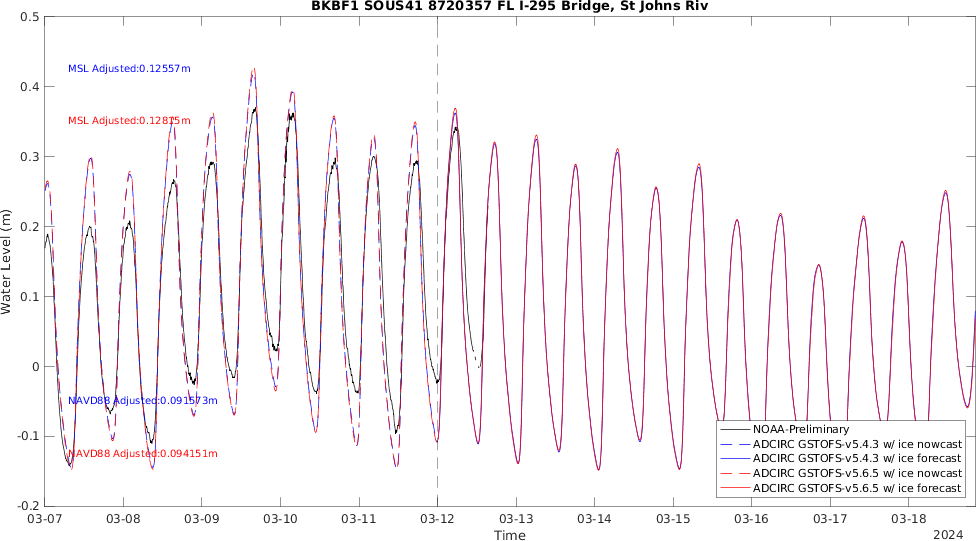 BKBF1 SOUS41 8720357 FL I-295 Bridge, St Johns Riv
0.5
0.4
0.3
0.2
0.1
0
-0.1
-0.2
Water Level (m)
MSL Adjusted:0.12557m
MSL Adjusted:0.12815m
NAVD88 Adjusted:0.091573m
NAVD88 Adjusted:0.094151m
NOAA-Preliminary
ADCIRC GSTOFS-v5.4.3 w/ ice nowcast
ADCIRC GSTOFS-v5.4.3 w/ ice forecast
ADCIRC GSTOFS-v5.6.5 w/ ice nowcast
ADCIRC GSTOFS-v5.6.5 w/ ice forecast
03-07 03-08 03-09 03-10 03-11 03-12 03-13 03-14 03-15 03-16 03-17 03-18
Time
2024